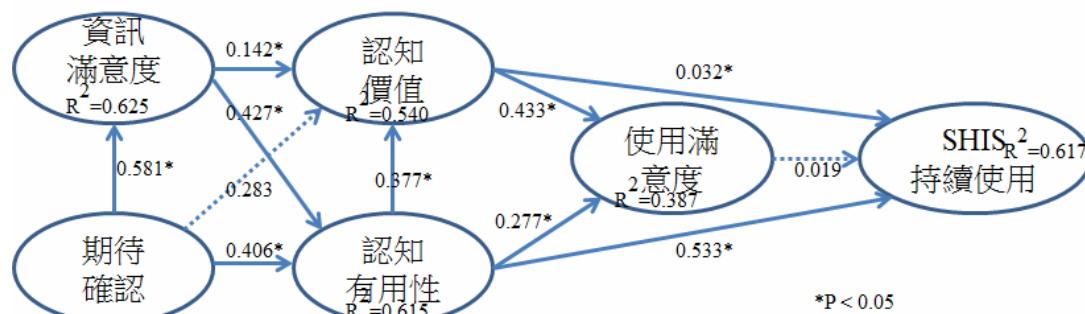 資訊
滿意度
R²=0.625
0.142*
認知
價值
R²=0.540
0.032*
0.427*
0.433*
使用滿
意度
R²=0.387
SHIS
R²=0.617
持續使用
0.581*
0.283
0.377*
0.019
期待
確認
0.406*
認知
有用性
R²=0.615
0.277*
0.533*
*P < 0.05